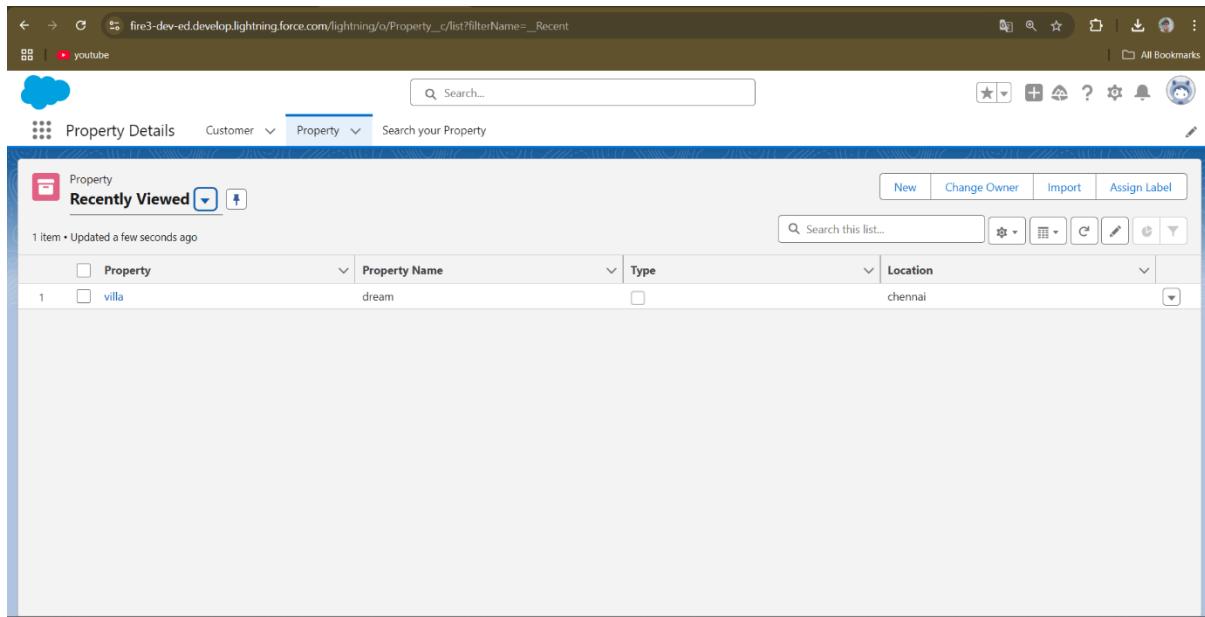 fire3-dev-ed.develop.lightning.force.com/lightning/o/Property__c/list?filterName=__Recent
youtube
All Bookmarks
Search...
Property Details Customer Property Search your Property
Property
Recently Viewed
New Change Owner Import Assign Label
1 item • Updated a few seconds ago
Search this list...
Property Property Name Type Location
1 villa dream chennai